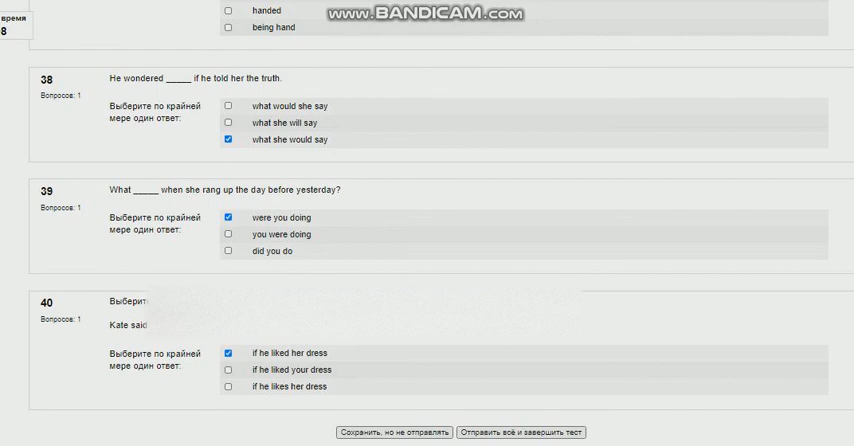 www.BANDICAM.com
время
8
handed
being hand
38
Вопросов: 1
He wondered _____ if he told her the truth.
Выберите по крайней мере один ответ:
what would she say
what she will say
what she would say
39
Вопросов: 1
What _____ when she rang up the day before yesterday?
Выберите по крайней мере один ответ:
were you doing
you were doing
did you do
40
Вопросов: 1
Выберите
Kate said
Выберите по крайней мере один ответ:
if he liked her dress
if he liked your dress
if he likes her dress
Сохранить, но не отправлять Отправить всё и завершить тест